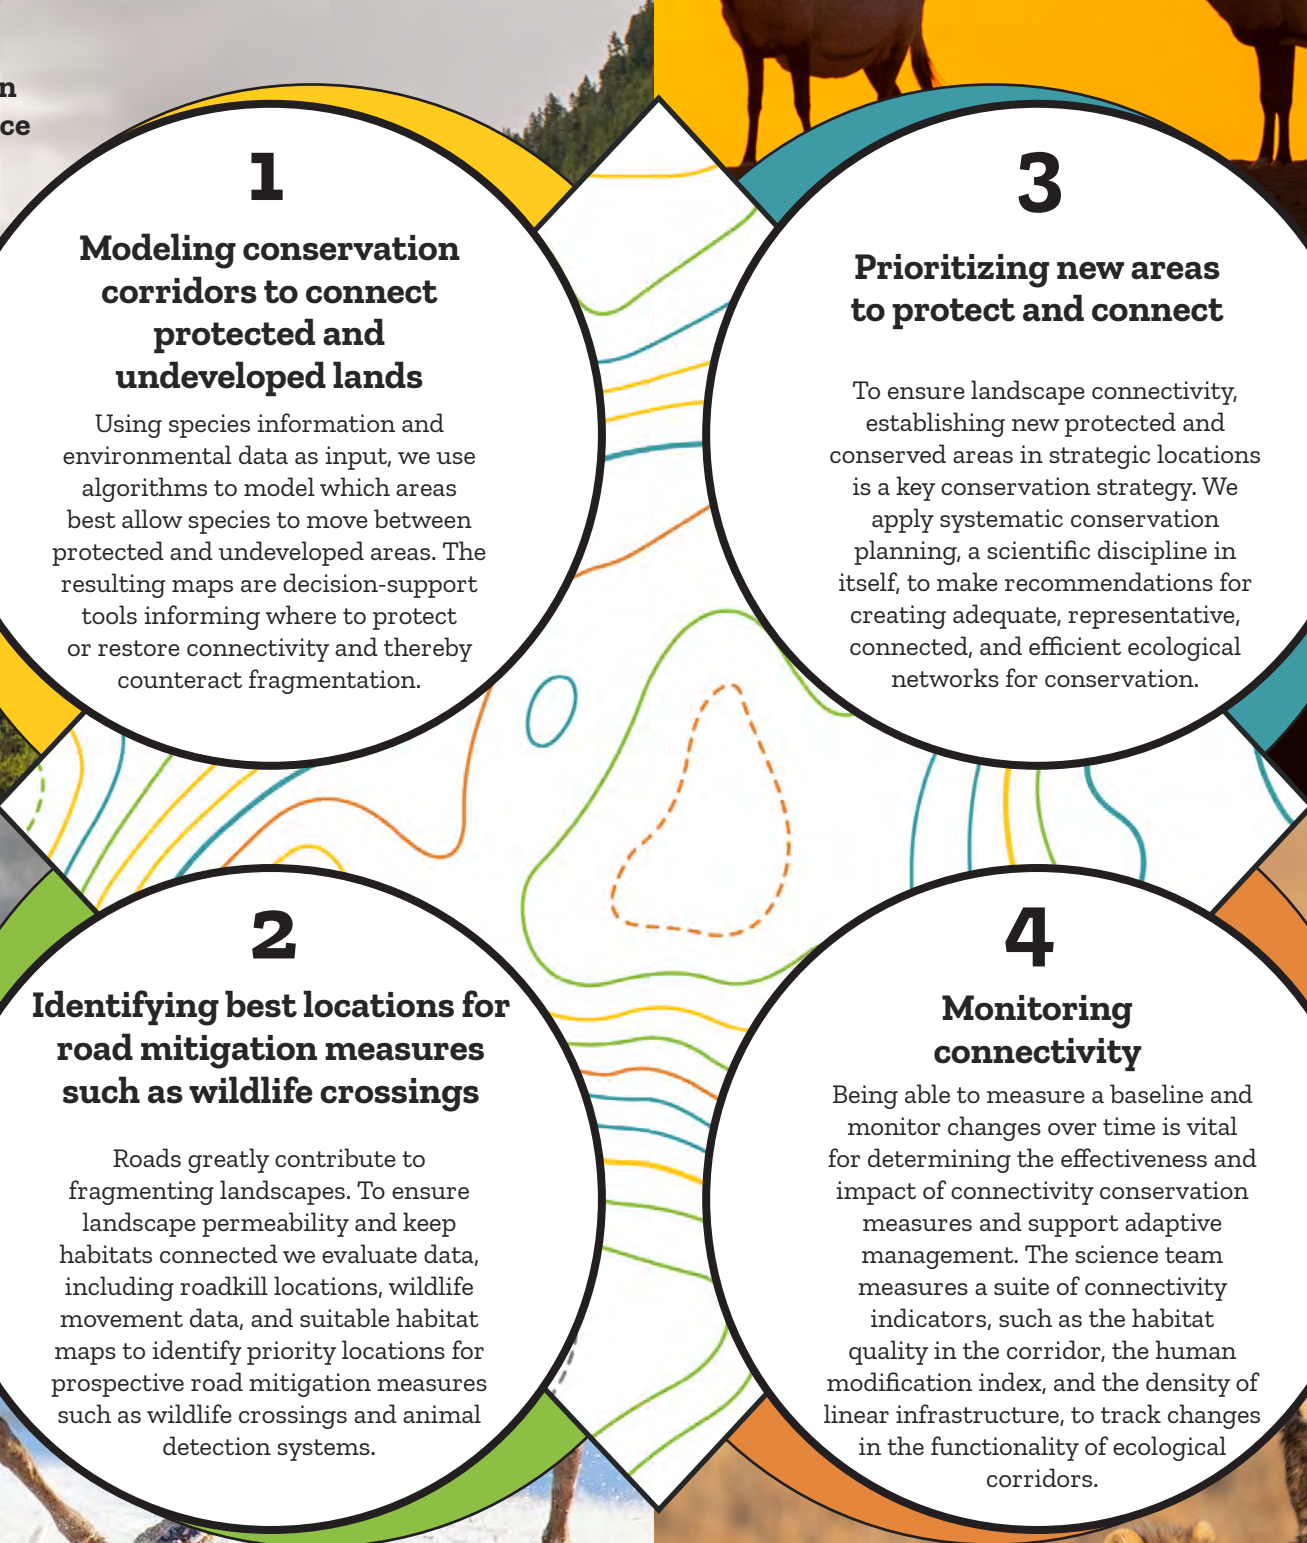 1
Modeling conservation
corridors to connect
protected and
undeveloped lands
Using species information and
environmental data as input, we use
algorithms to model which areas
best allow species to move between
protected and undeveloped areas. The
resulting maps are decision-support
tools informing where to protect
or restore connectivity and thereby
counteract fragmentation.
2
Identifying best locations for
road mitigation measures
such as wildlife crossings
Roads greatly contribute to
fragmenting landscapes. To ensure
landscape permeability and keep
habitats connected we evaluate data,
including roadkill locations, wildlife
movement data, and suitable habitat
maps to identify priority locations for
prospective road mitigation measures
such as wildlife crossings and animal
detection systems.
3
Prioritizing new areas
to protect and connect
To ensure landscape connectivity,
establishing new protected and
conserved areas in strategic locations
is a key conservation strategy. We
apply systematic conservation
planning, a scientific discipline in
itself, to make recommendations for
creating adequate, representative,
connected, and efficient ecological
networks for conservation.
4
Monitoring
connectivity
Being able to measure a baseline and
monitor changes over time is vital
for determining the effectiveness and
impact of connectivity conservation
measures and support adaptive
management. The science team
measures a suite of connectivity
indicators, such as the habitat
quality in the corridor, the human
modification index, and the density of
linear infrastructure, to track changes
in the functionality of ecological
corridors.